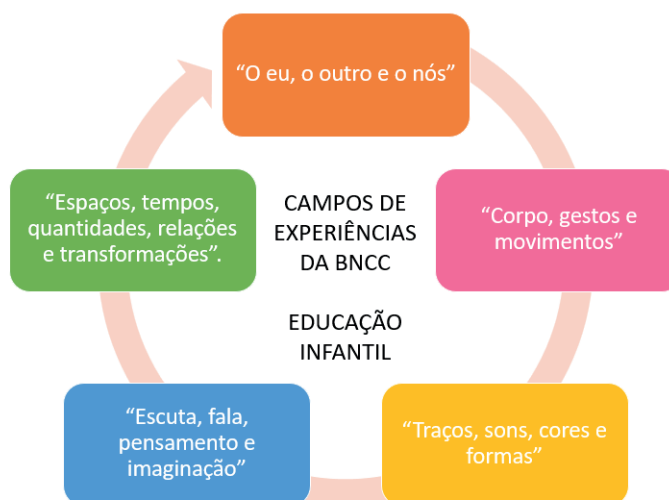 “O eu, o outro e o nós”
“Corpo, gestos e
movimentos”
“Traços, sons, cores e
formas”
“Escuta, fala,
pensamento e
imaginação”
“Espaços, tempos,
quantidades, relações
e transformações”.
CAMPOS DE
EXPERIÊNCIAS
DA BNCC
EDUCAÇÃO
INFANTIL